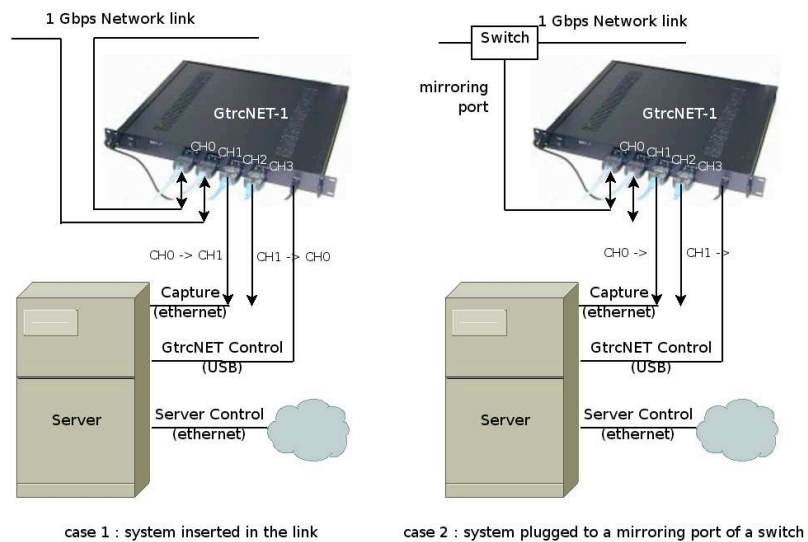 1 Gbps Network link
GtrcNET-1
CH0
CH1
CH2
CH3
CH0 -> CH1
CH1 -> CH0
Capture
(ethernet)
GtrcNET Control
(USB)
Server
Server Control
(ethernet)
case 1 : system inserted in the link
1 Gbps Network link
Switch
mirroring
port
GtrcNET-1
CH0
CH1
CH2
CH3
CH0 ->
CH1 ->
Capture
(ethernet)
GtrcNET Control
(USB)
Server
Server Control
(ethernet)
case 2 : system plugged to a mirroring port of a switch